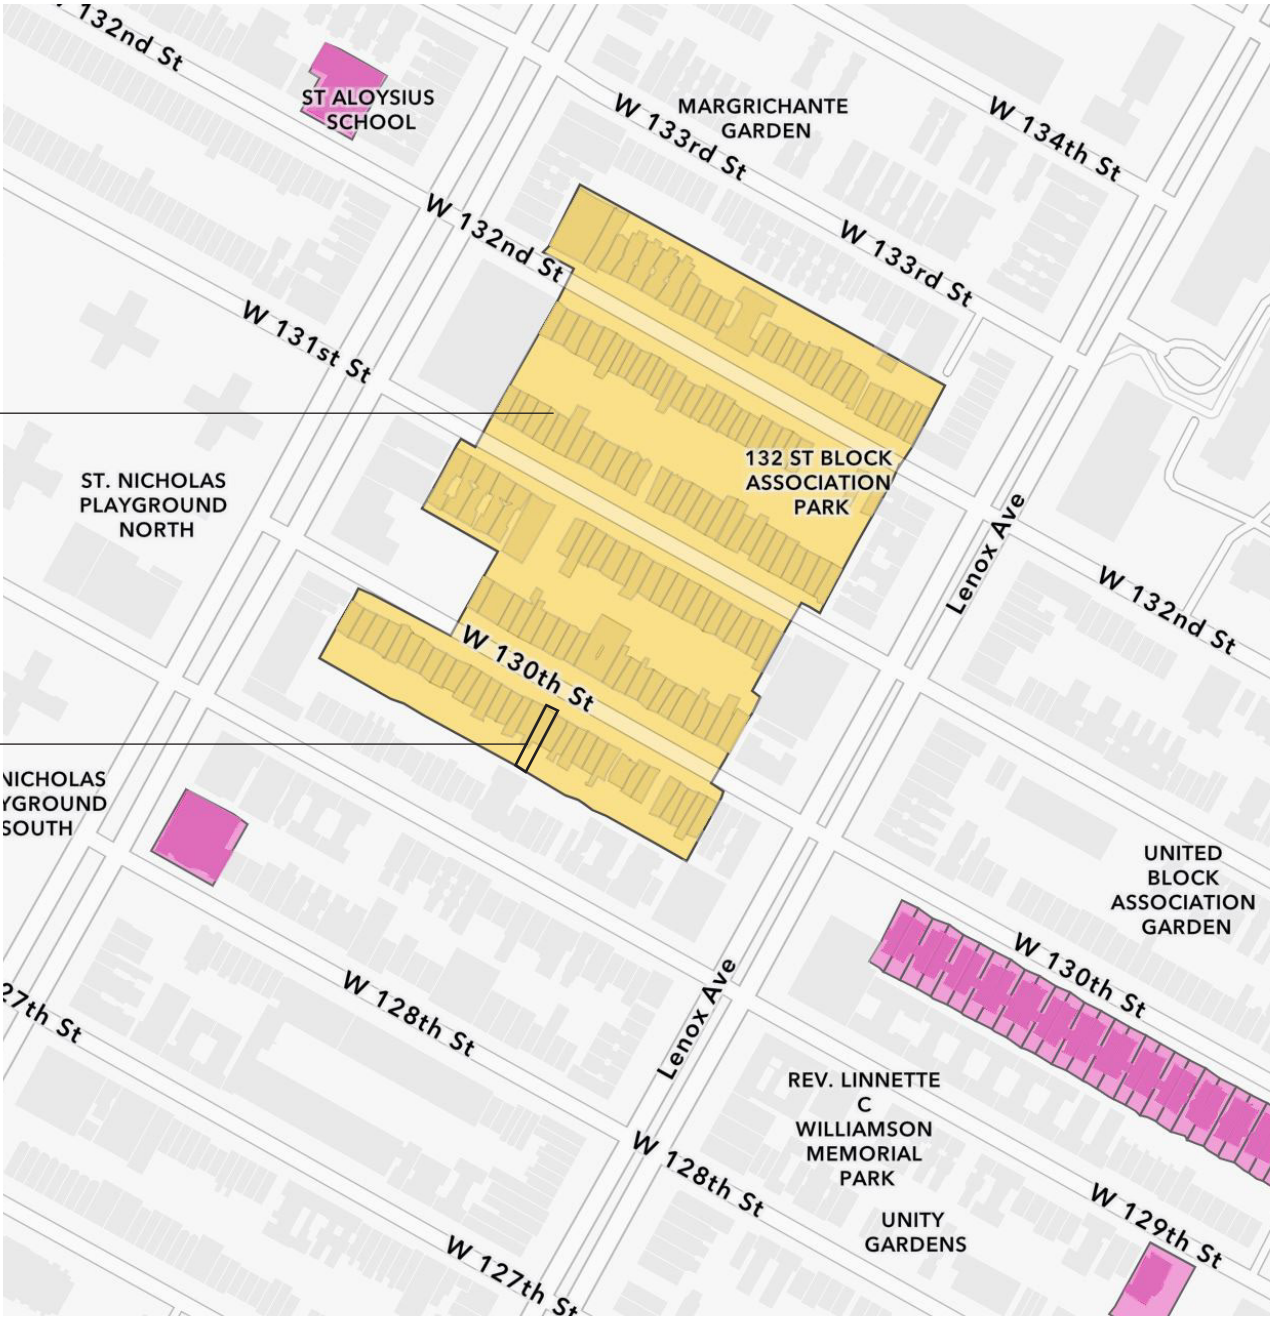 W 132nd St
ST ALOYSIUS
SCHOOL
W 133rd St
MARGRICHANTE
GARDEN
W 134th St
W 132nd St
W 133rd St
W 131st St
132 ST BLOCK
ASSOCIATION
PARK
ST. NICHOLAS
PLAYGROUND
NORTH
Lenox Ave
W 132nd St
W 130th St
NICHOLAS
YGROUND
SOUTH
UNITED
BLOCK
ASSOCIATION
GARDEN
W 130th St
27th St
W 128th St
Lenox Ave
REV. LINNETTE
C
WILLIAMSON
MEMORIAL
PARK
W 128th St
W 129th St
UNITY
GARDENS
W 127th St